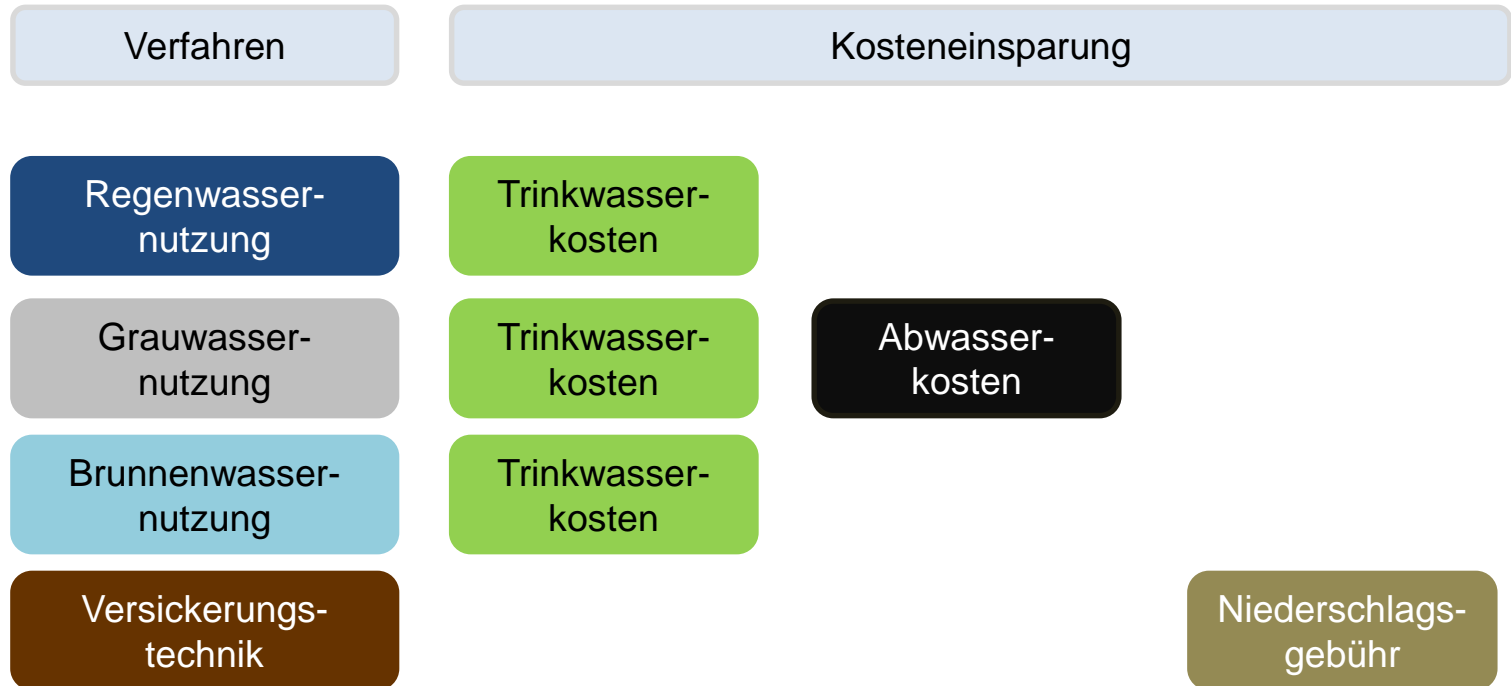 Verfahren
Kosteneinsparung
Regenwasser-
nutzung
Trinkwasser-
kosten
Grauwasser-
nutzung
Trinkwasser-
kosten
Abwasser-
kosten
Brunnenwasser-
nutzung
Trinkwasser-
kosten
Versickerungs-
technik
Niederschlags-
gebühr